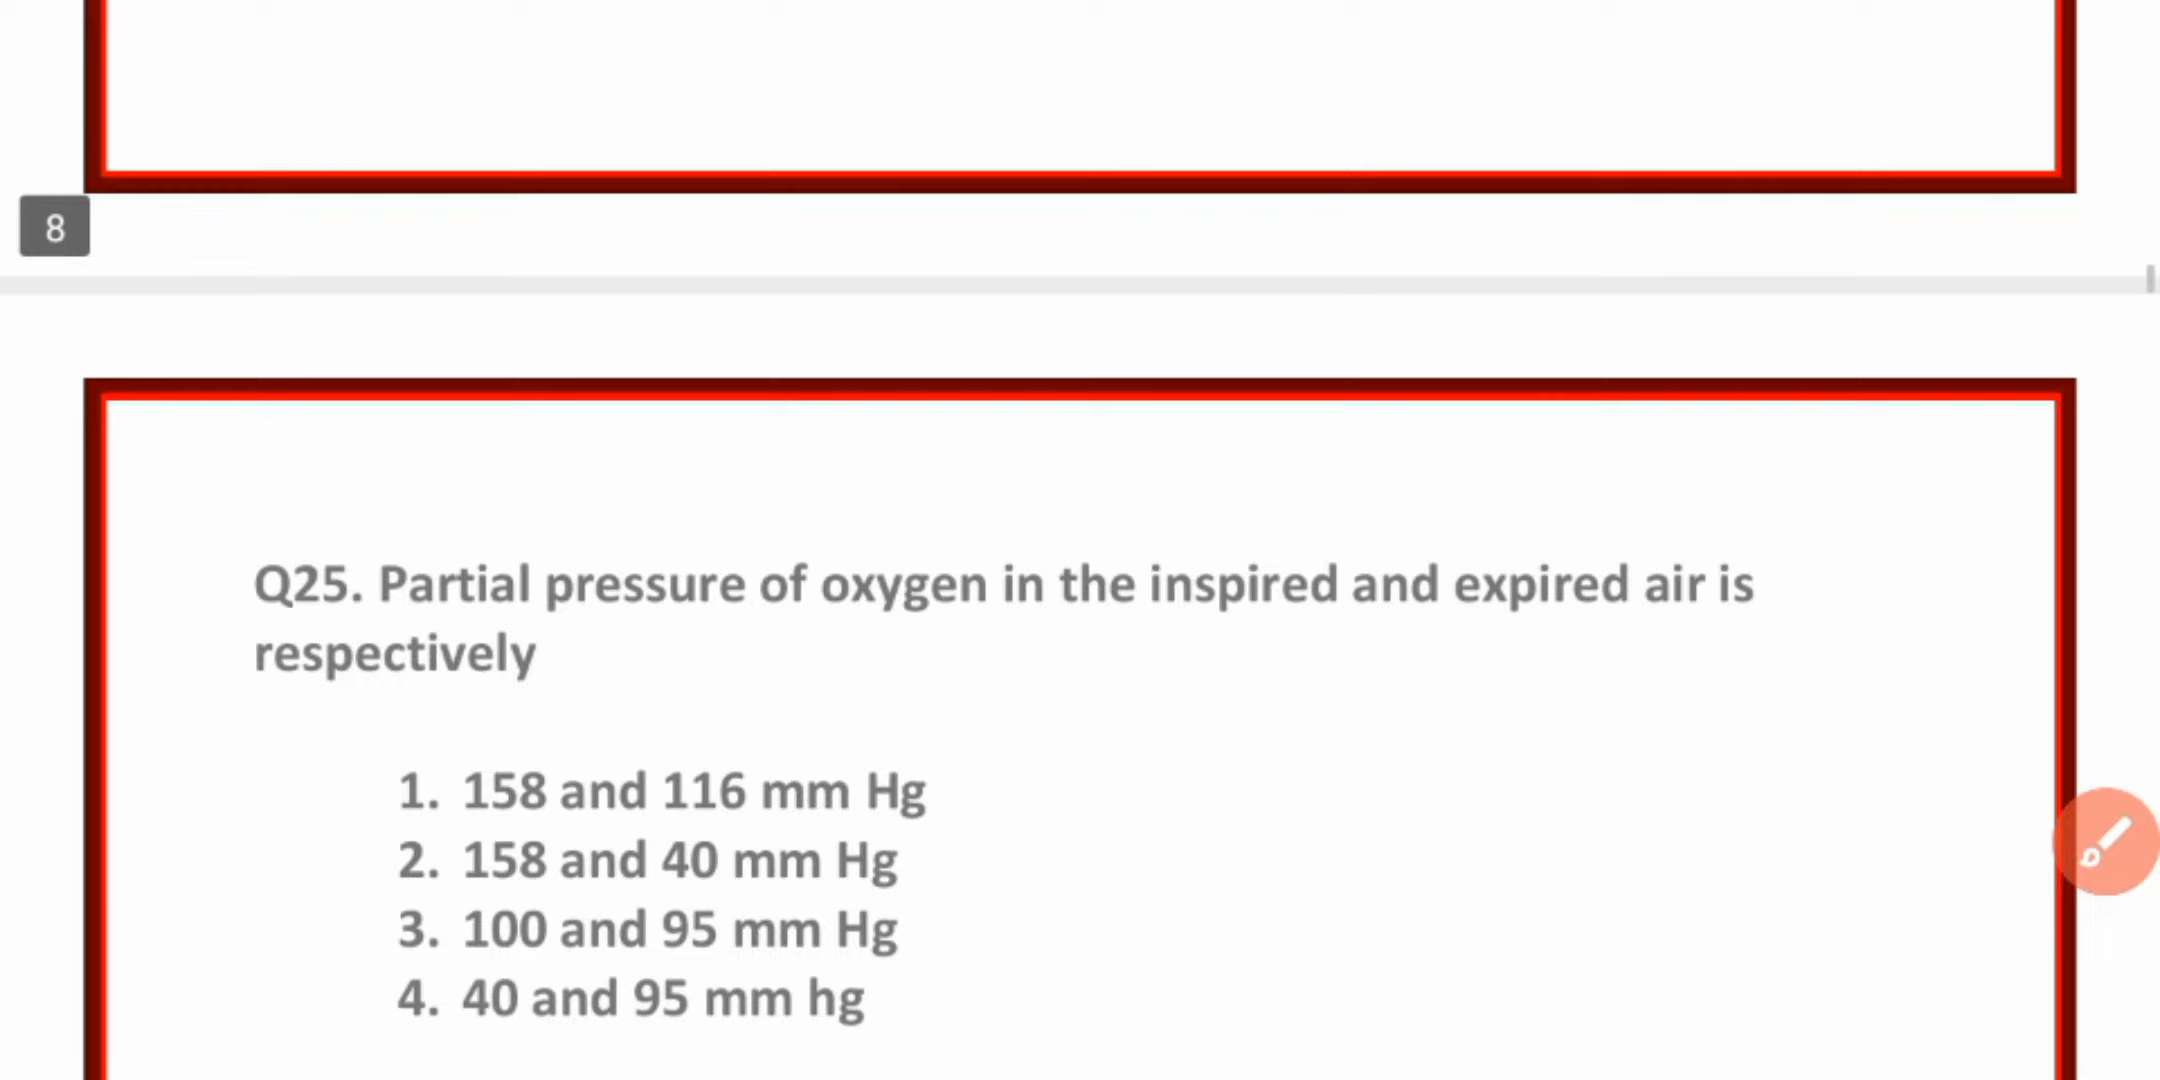 8
Q25. Partial pressure of oxygen in the inspired and expired air is
respectively
1. 158 and 116 mm Hg
2. 158 and 40 mm Hg
3. 100 and 95 mm Hg
4. 40 and 95 mm hg